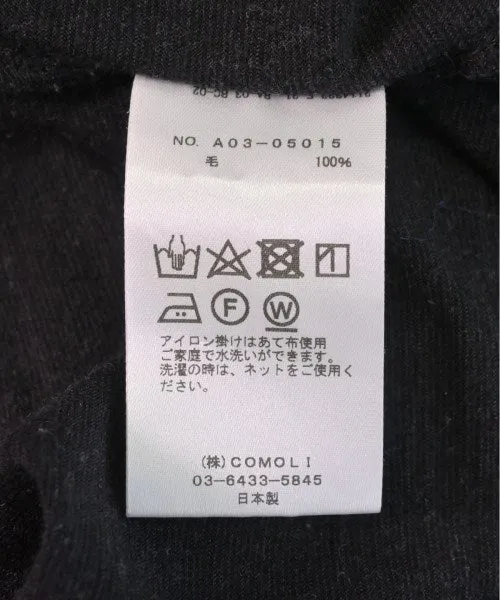 NO. A03-05015
毛 100%
F W
アイロン掛けはあて布使用
ご家庭で水洗いができます。
洗濯の時は、ネットをご使用く
ださい。
(株)COMOLI
03-6433-5845
日本製